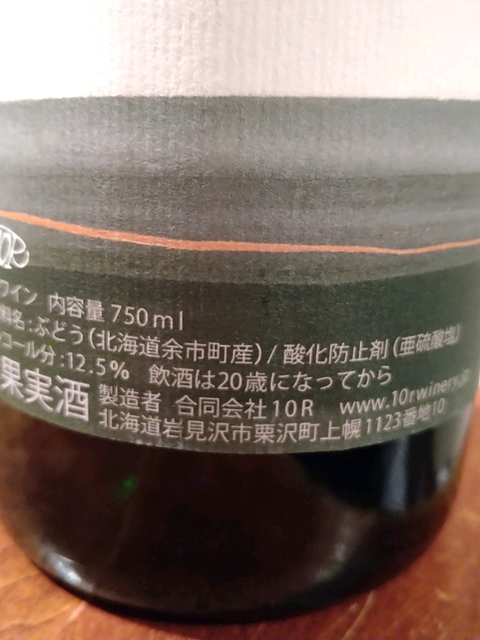 10R
ワイン 内容量 750ml
料名:ぶどう(北海道余市町産)/ 酸化防止剤(亜硫酸塩)
コール分:12.5% 飲酒は20歳になってから
果実酒 製造者 合同会社10R www.10rwinery.jp
北海道岩見沢市栗沢町上幌1123番地10